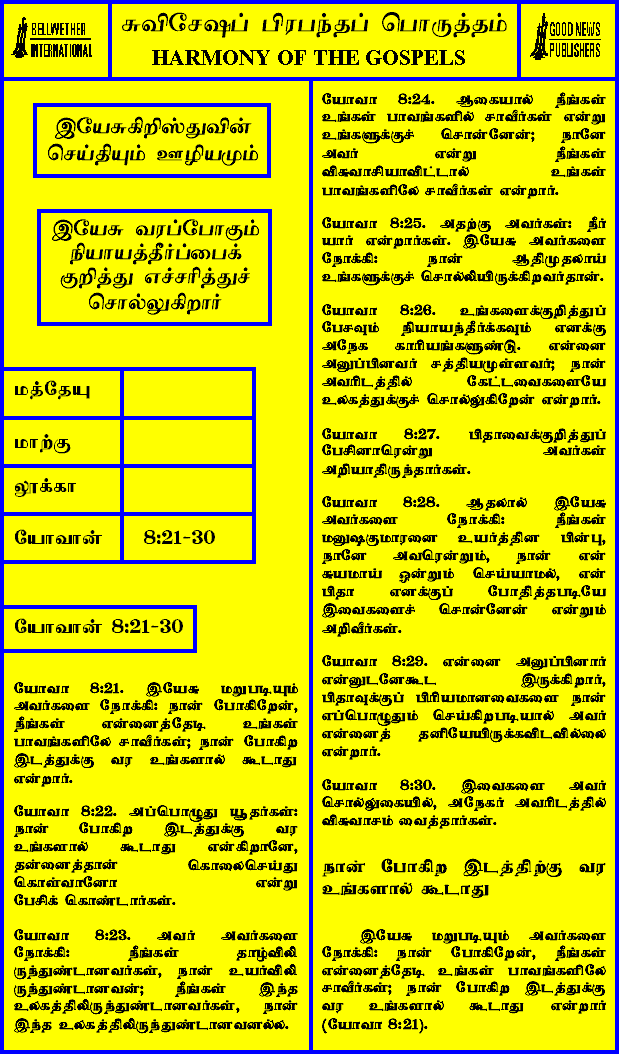 BELLWETHER
INTERNATIONAL
சுவிசேஷப் பிரபந்தப் பொருத்தம்
HARMONY OF THE GOSPELS
GOOD NEWS
PUBLISHERS
இயேசுகிறிஸ்துவின்
செய்தியும் ஊழியமும்
இயேசு வரப்போகும்
நியாயத்தீர்ப்பைக்
குறித்து எச்சரித்துச்
சொல்லுகிறார்
மத்தேயு
மாற்கு
லூக்கா
யோவான் 8:21-30
யோவான் 8:21-30
யோவா 8:21. இயேசு மறுபடியும்
அவர்களை நோக்கி: நான் போகிறேன்,
நீங்கள் என்னைத்தேடி உங்கள்
பாவங்களிலே சாவீர்கள்; நான் போகிற
இடத்துக்கு வர உங்களால் கூடாது
என்றார்.
யோவா 8:22. அப்பொழுது யூதர்கள்:
நான் போகிற இடத்துக்கு வர
உங்களால் கூடாது என்கிறானே,
தன்னைத்தான் கொலைசெய்து
கொள்வானோ என்று
பேசிக் கொண்டார்கள்.
யோவா 8:23. அவர் அவர்களை
நோக்கி: நீங்கள் தாழ்விலி
ருந்துண்டானவர்கள், நான் உயர்விலி
ருந்துண்டானவன்; நீங்கள் இந்த
உலகத்திலிருந்துண்டானவர்கள், நான்
இந்த உலகத்திலிருந்துண்டானவனல்ல.
யோவா 8:24. ஆகையால் நீங்கள்
உங்கள் பாவங்களில் சாவீர்கள் என்று
உங்களுக்குச் சொன்னேன்; நானே
அவர் என்று நீங்கள்
விசுவாசியாவிட்டால் உங்கள்
பாவங்களிலே சாவீர்கள் என்றார்.
யோவா 8:25. அதற்கு அவர்கள்: நீர்
யார் என்றார்கள். இயேசு அவர்களை
நோக்கி: நான் ஆதிமுதலாய்
உங்களுக்குச் சொல்லியிருக்கிறவர்தான்.
யோவா 8:26. உங்களைக்குறித்துப்
பேசவும் நியாயந்தீர்க்கவும் எனக்கு
அநேக காரியங்களுண்டு. என்னை
அனுப்பினவர் சத்தியமுள்ளவர்; நான்
அவரிடத்தில் கேட்டவைகளையே
உலகத்துக்குச் சொல்லுகிறேன் என்றார்.
யோவா 8:27. பிதாவைக்குறித்துப்
பேசினாரென்று அவர்கள்
அறியாதிருந்தார்கள்.
யோவா 8:28. ஆதலால் இயேசு
அவர்களை நோக்கி: நீங்கள்
மனுஷகுமாரனை உயர்த்தின பின்பு,
நானே அவரென்றும், நான் என்
சுயமாய் ஒன்றும் செய்யாமல், என்
பிதா எனக்குப் போதித்தபடியே
இவைகளைச் சொன்னேன் என்றும்
அறிவீர்கள்.
யோவா 8:29. என்னை அனுப்பினார்
என்னுடனேகூட இருக்கிறார்,
பிதாவுக்குப் பிரியமானவைகளை நான்
எப்பொழுதும் செய்கிறபடியால் அவர்
என்னைத் தனியேயிருக்கவிடவில்லை
என்றார்.
யோவா 8:30. இவைகளை அவர்
சொல்லுகையில், அநேகர் அவரிடத்தில்
விசுவாசம் வைத்தார்கள்.
நான் போகிற இடத்திற்கு வர
உங்களால் கூடாது
இயேசு மறுபடியும் அவர்களை
நோக்கி: நான் போகிறேன், நீங்கள்
என்னைத்தேடி உங்கள் பாவங்களிலே
சாவீர்கள்; நான் போகிற இடத்துக்கு
வர உங்களால் கூடாது என்றார்
(யோவா 8:21).